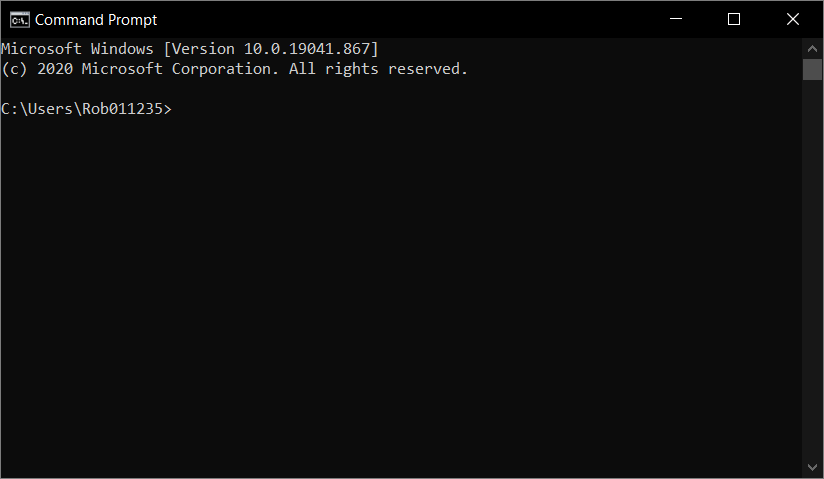 Command Prompt
Microsoft Windows [Version 10.0.19041.867]
(c) 2020 Microsoft Corporation. All rights reserved.
C:\Users\Rob011235>